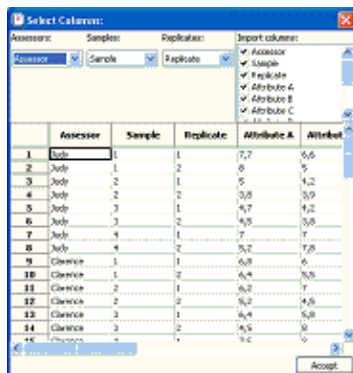 Select Columns:
Assessors: Samples: Replicates: Import columns:
Assessor Sample Replicate
Assessor
Sample
Replicate
Attribute A
Attribute B
Attribute C
Assessor Sample Replicate Attribute A Attribut
1 Judy 1 1 7,7 6,6
2 Judy 1 2 8 5
3 Judy 2 1 5 4,2
4 Judy 2 2 3,8 3,9
5 Judy 3 1 4,7 4,2
6 Judy 3 2 4,8 3,8
7 Judy 4 1 7 7
8 Judy 4 2 5,2 7,8
9 Clarence 1 1 6,8 6
10 Clarence 1 2 6,4 5,5
11 Clarence 2 1 6,2 7
12 Clarence 2 2 5,2 4,5
13 Clarence 3 1 5,4 5,8
14 Clarence 3 2 4,5 8
Accept